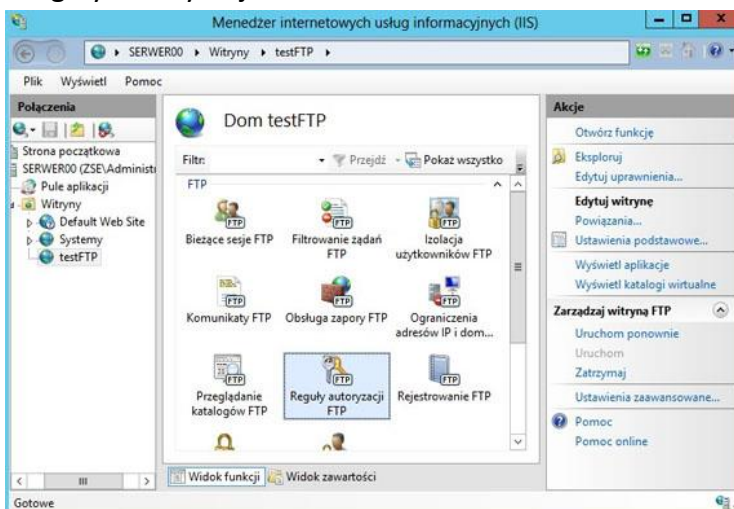 Menedżer internetowych usług informacyjnych (IIS)
SERWER00 ▸ Witryny ▸ testFTP ▸
Plik Wyświetl Pomoc
Połączenia
Strona początkowa
SERWER00 (ZSE\Administr
Pule aplikacji
Witryny
Default Web Site
Systemy
testFTP
Dom testFTP
Filtr:
Przejdź
Pokaż wszystko
FTP
Bieżące sesje FTP
Filtrowanie żądań
FTP
Izolacja
użytkowników FTP
Komunikaty FTP
Obsługa zapory FTP
Ograniczenia
adresów IP i dom...
Przeglądanie
katalogów FTP
Reguły autoryzacji
FTP
Rejestrowanie FTP
Widok funkcji
Widok zawartości
Akcje
Otwórz funkcję
Eksploruj
Edytuj uprawnienia...
Edytuj witrynę
Powiązania...
Ustawienia podstawowe...
Wyświetl aplikacje
Wyświetl katalogi wirtualne
Zarządzaj witryną FTP
Uruchom ponownie
Uruchom
Zatrzymaj
Ustawienia zaawansowane...
Pomoc
Pomoc online
Gotowe